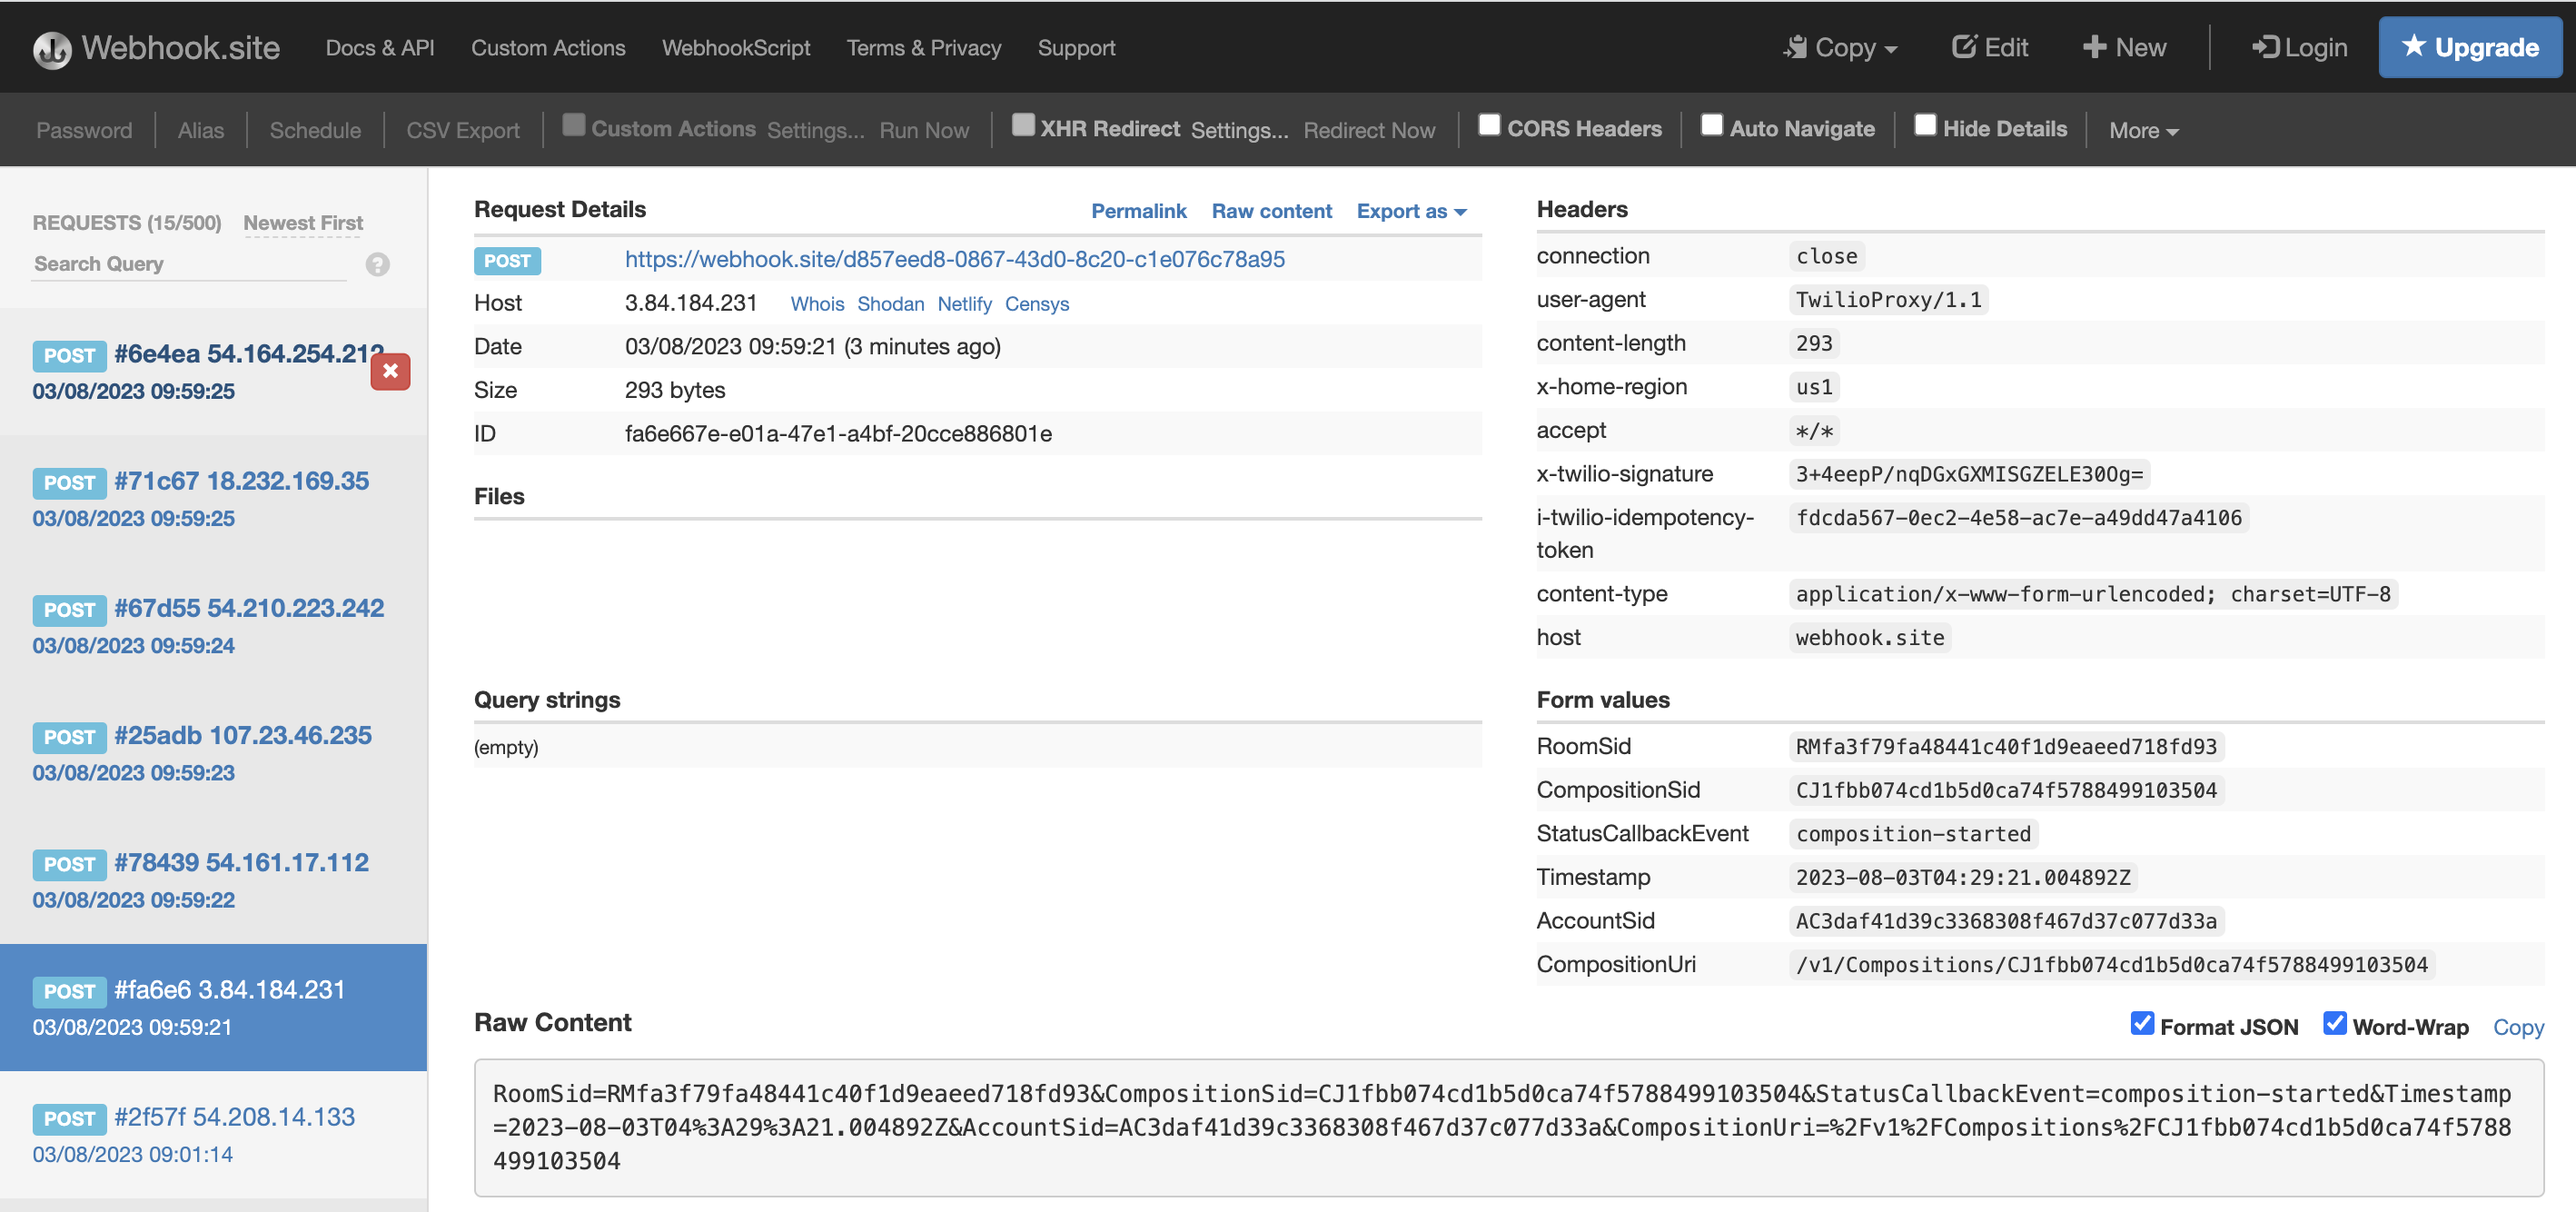 Webhook.site Docs & API Custom Actions WebhookScript Terms & Privacy Support Copy Edit New Login Upgrade
Password Alias Schedule CSV Export Custom Actions Settings... Run Now XHR Redirect Settings... Redirect Now CORS Headers Auto Navigate Hide Details More
REQUESTS (15/500) Newest First
Search Query ?
POST #6e4ea 54.164.254.212
03/08/2023 09:59:25
POST #71c67 18.232.169.35
03/08/2023 09:59:25
POST #67d55 54.210.223.242
03/08/2023 09:59:24
POST #25adb 107.23.46.235
03/08/2023 09:59:23
POST #78439 54.161.17.112
03/08/2023 09:59:22
POST #fa6e6 3.84.184.231
03/08/2023 09:59:21
POST #2f57f 54.208.14.133
03/08/2023 09:01:14
Request Details Permalink Raw content Export as
POST https://webhook.site/d857eed8-0867-43d0-8c20-c1e076c78a95
Host 3.84.184.231 Whois Shodan Netlify Censys
Date 03/08/2023 09:59:21 (3 minutes ago)
Size 293 bytes
ID fa6e667e-e01a-47e1-a4bf-20cce886801e
Files
Headers
connection close
user-agent TwilioProxy/1.1
content-length 293
x-home-region us1
accept */*
x-twilio-signature 3+4eepP/nqDGxGXMISGZELE30Og=
i-twilio-idempotency- fdcda567-0ec2-4e58-ac7e-a49dd47a4106
token
content-type application/x-www-form-urlencoded; charset=UTF-8
host webhook.site
Query strings
(empty)
Form values
RoomSid RMfa3f79fa48441c40f1d9eaeed718fd93
CompositionSid CJ1fbb074cd1b5d0ca74f5788499103504
StatusCallbackEvent composition-started
Timestamp 2023-08-03T04:29:21.004892Z
AccountSid AC3daf41d39c3368308f467d37c077d33a
CompositionUri /v1/Compositions/CJ1fbb074cd1b5d0ca74f5788499103504
Raw Content Format JSON Word-Wrap Copy
RoomSid=RMfa3f79fa48441c40f1d9eaeed718fd93&CompositionSid=CJ1fbb074cd1b5d0ca74f5788499103504&StatusCallbackEvent=composition-started&Timestamp
=2023-08-03T04%3A29%3A21.004892Z&AccountSid=AC3daf41d39c3368308f467d37c077d33a&CompositionUri=%2Fv1%2FCompositions%2FCJ1fbb074cd1b5d0ca74f5788
499103504